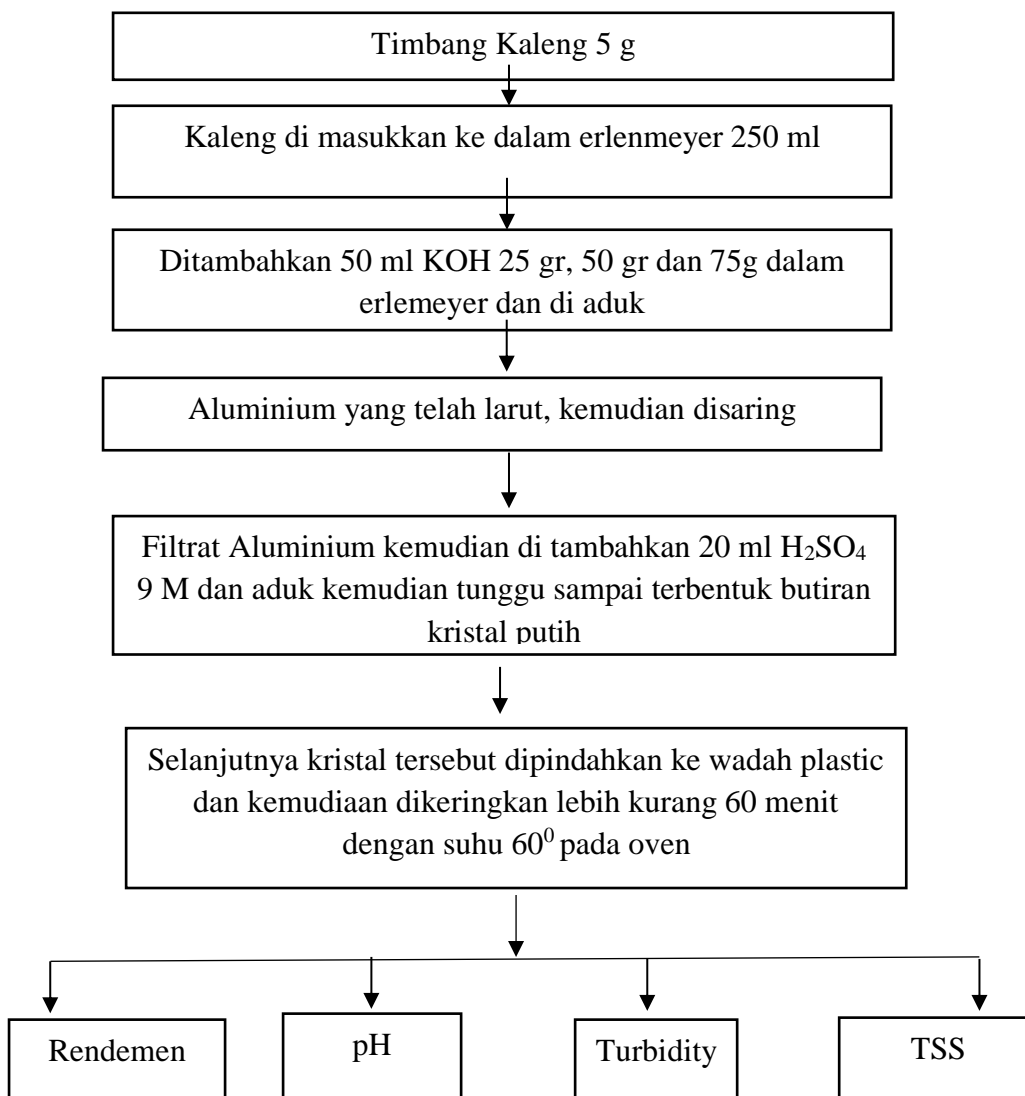 Timbang Kaleng 5 g
Kaleng di masukkan ke dalam erlenmeyer 250 ml
Ditambahkan 50 ml KOH 25 gr, 50 gr dan 75g dalam
erlemeyer dan di aduk
Aluminium yang telah larut, kemudian disaring
Filtrat Aluminium kemudian di tambahkan 20 ml H₂SO₄
9 M dan aduk kemudian tunggu sampai terbentuk butiran
kristal putih
Selanjutnya kristal tersebut dipindahkan ke wadah plastic
dan kemudiaan dikeringkan lebih kurang 60 menit
dengan suhu 60⁰ pada oven
Rendemen
pH
Turbidity
TSS